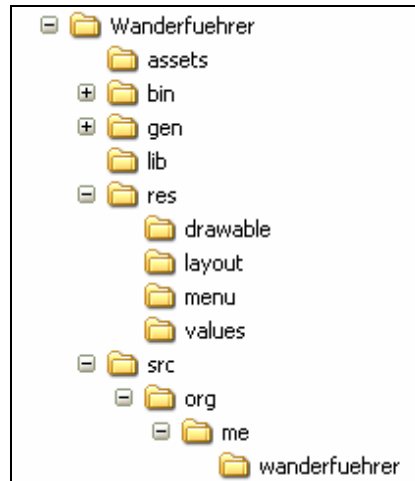 Wanderfuehrer
assets
bin
gen
lib
res
drawable
layout
menu
values
src
org
me
wanderfuehrer